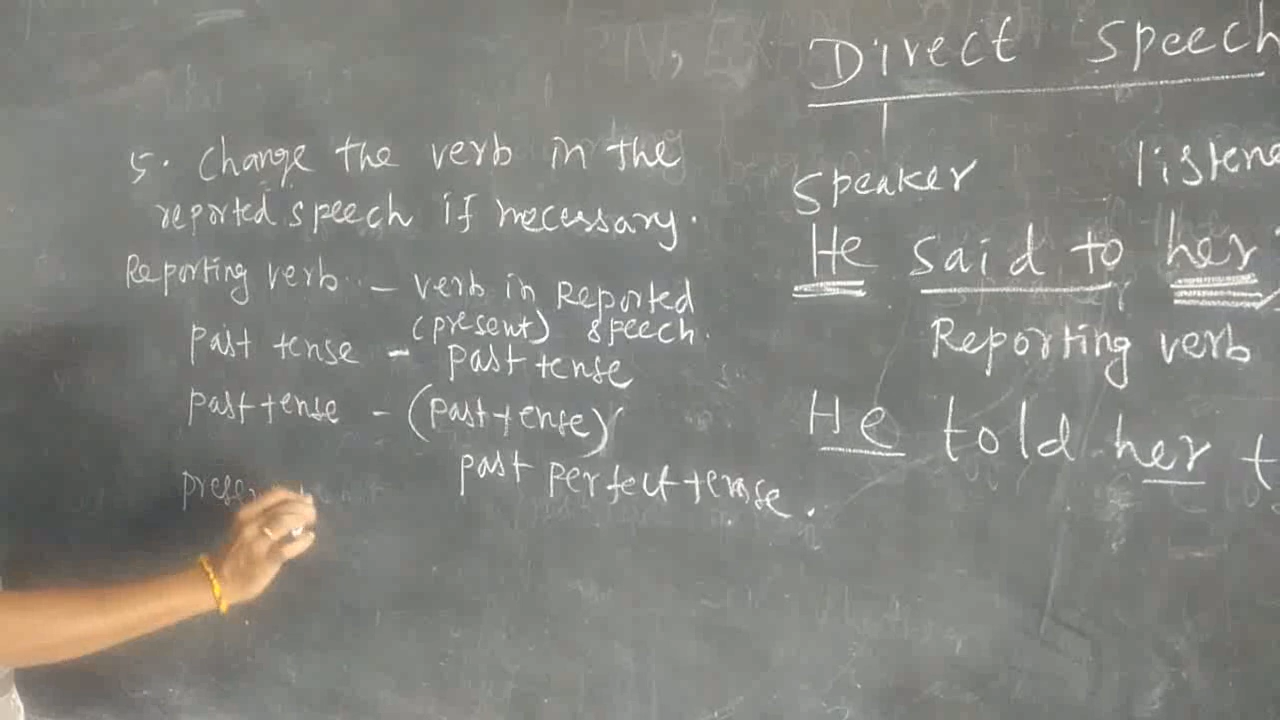 5. Change the verb in the
reported speech if necessary.
Reporting verb - verb in Reported
(present) speech.
past tense - past tense
past tense - (past tense)
past perfect tense.
Direct speech
speaker
He said to her
Reporting verb
He told her